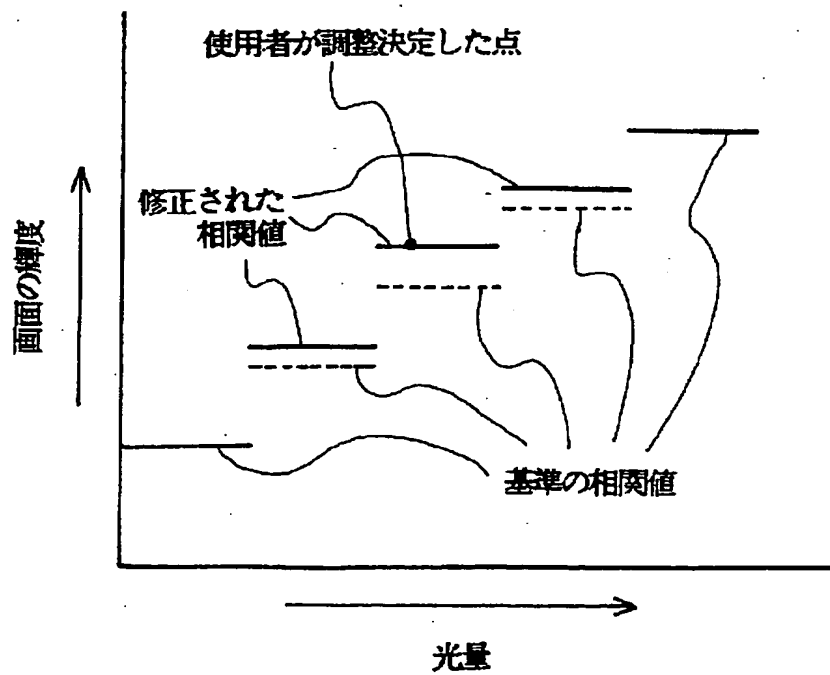 使用者が調整決定した点
修正された
相関値
画面の輝度
基準の相関値
光量